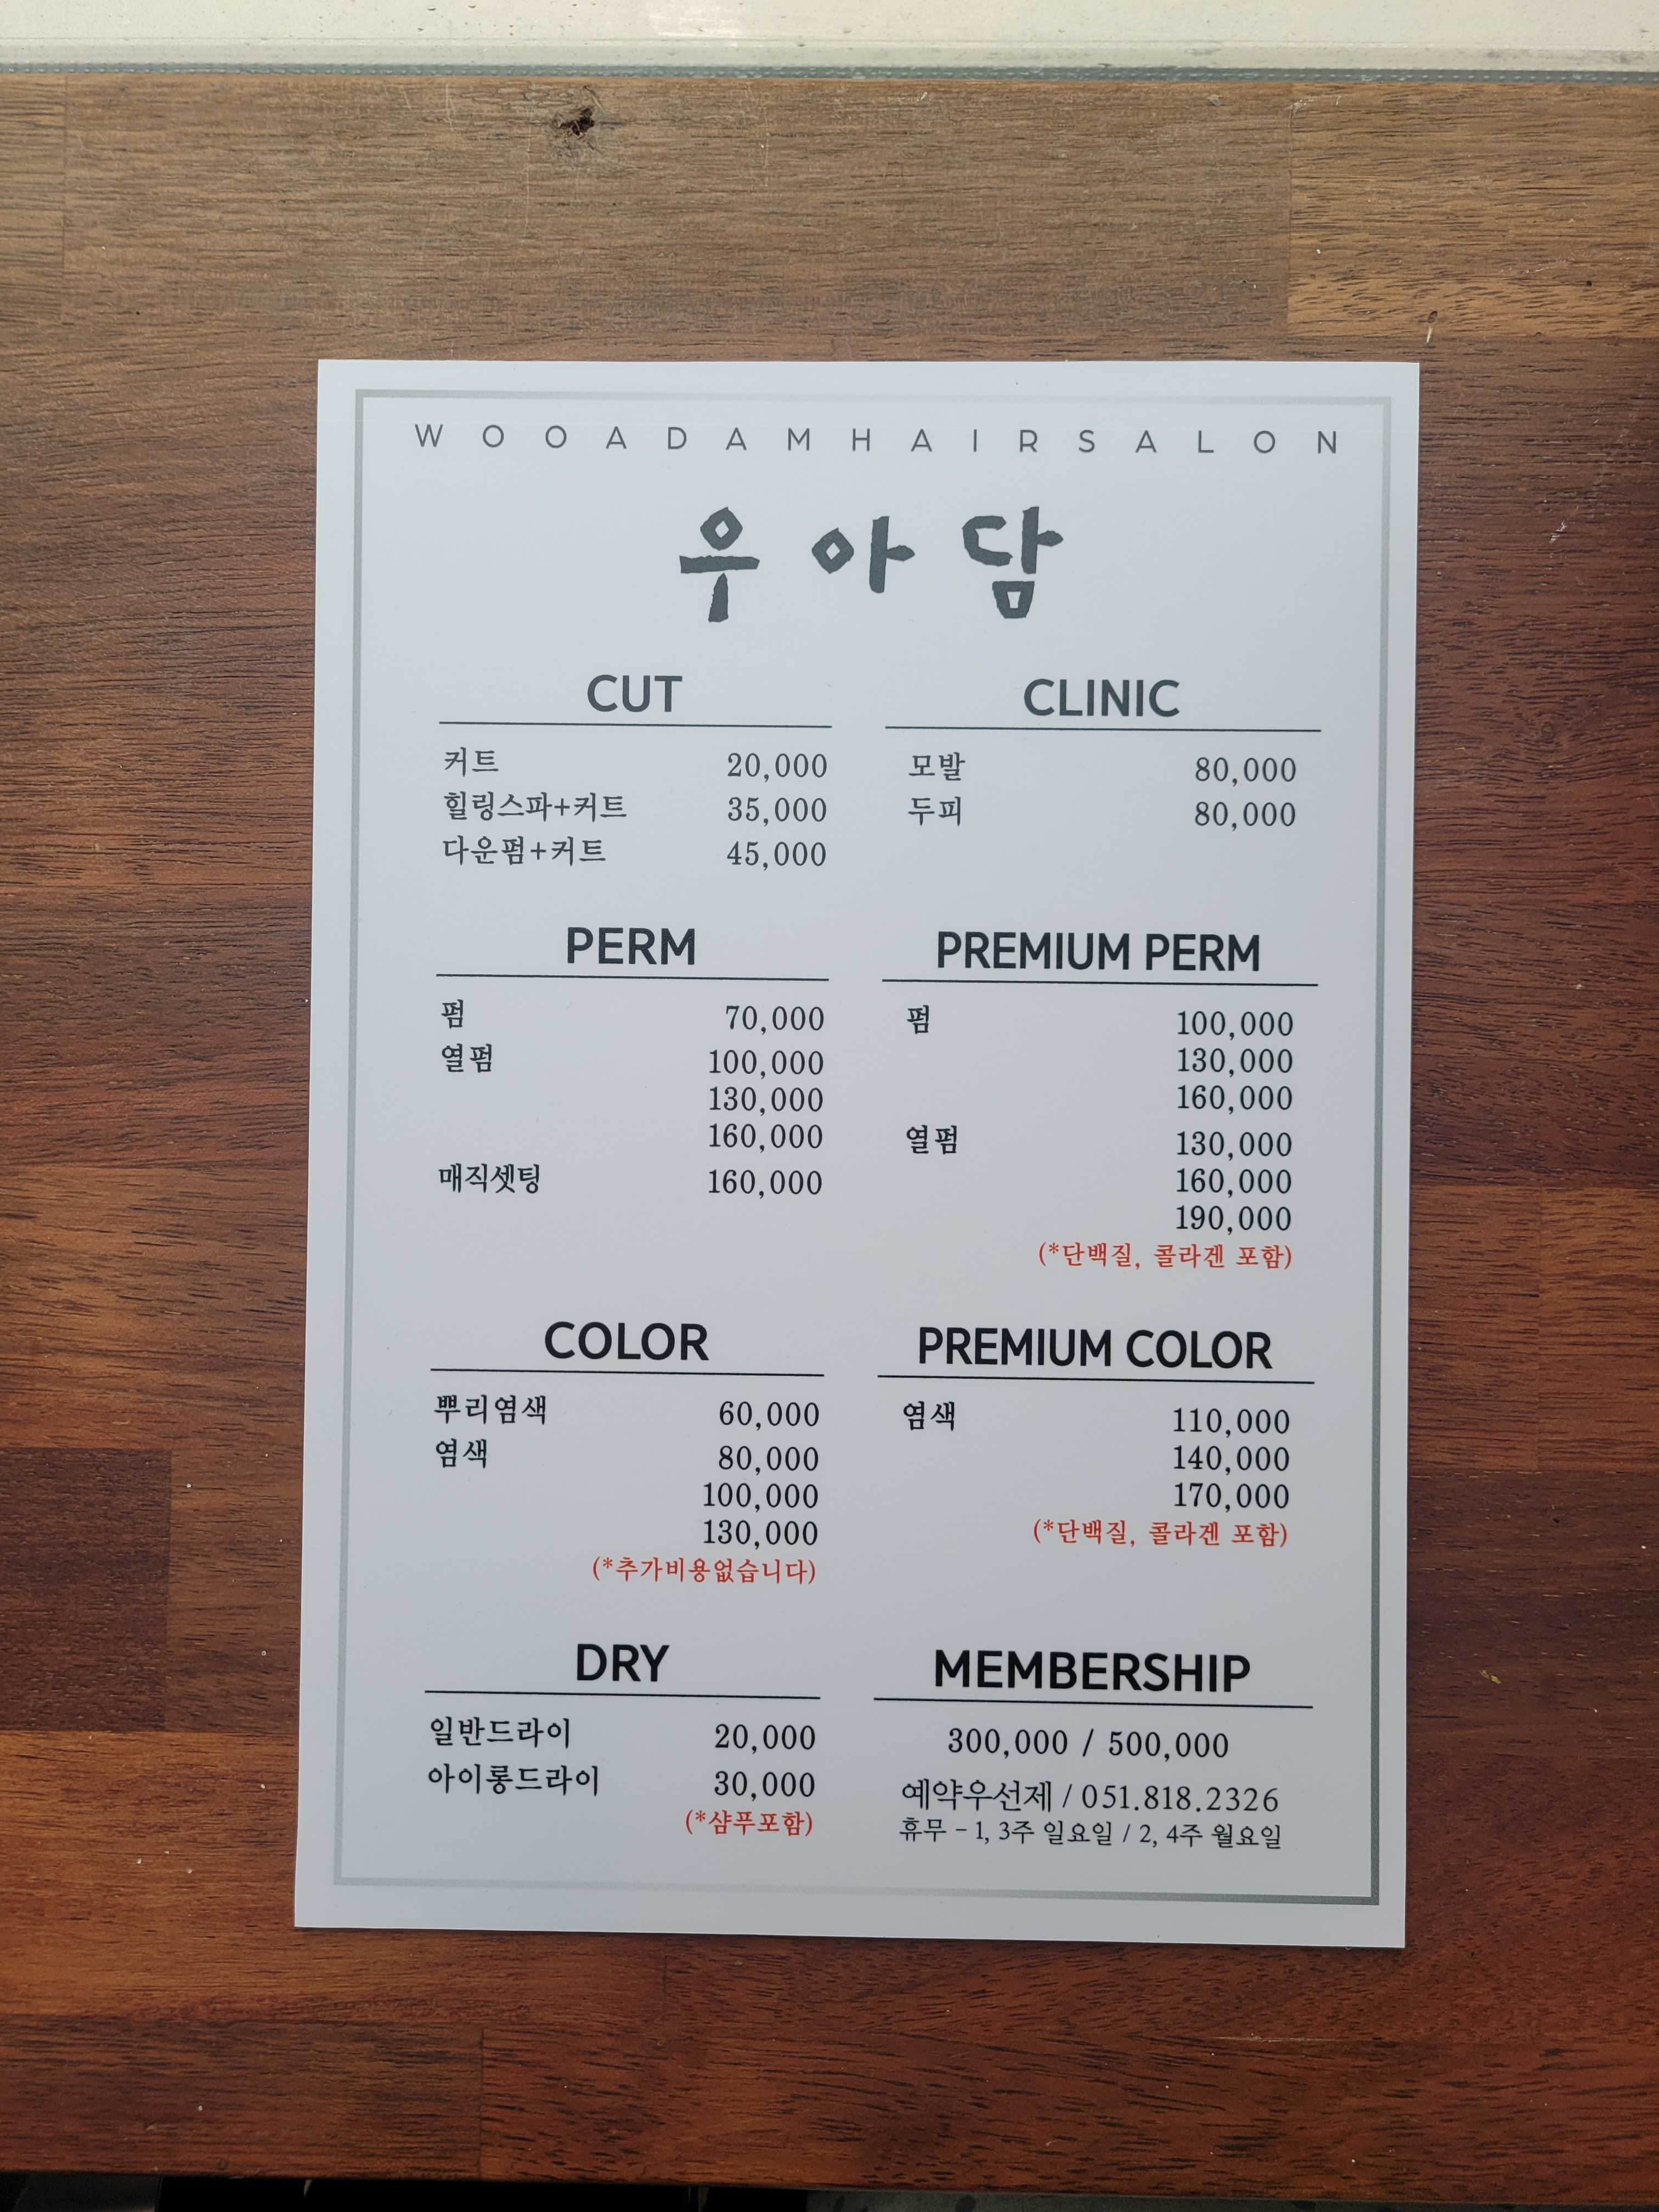 WOOADAMHAIRSALON
우아담
CUT
커트 20,000
힐링스파+커트 35,000
다운펌+커트 45,000
CLINIC
모발 80,000
두피 80,000
PERM
펌 70,000
열펌 100,000
130,000
160,000
매직셋팅 160,000
PREMIUM PERM
펌 100,000
130,000
160,000
열펌 130,000
160,000
190,000
(*단백질, 콜라겐 포함)
COLOR
뿌리염색 60,000
염색 80,000
100,000
130,000
(*추가비용없습니다)
PREMIUM COLOR
염색 110,000
140,000
170,000
(*단백질, 콜라겐 포함)
DRY
일반드라이 20,000
아이롱드라이 30,000
(*샴푸포함)
MEMBERSHIP
300,000 / 500,000
예약우선제 / 051.818.2326
휴무 - 1, 3주 일요일 / 2, 4주 월요일